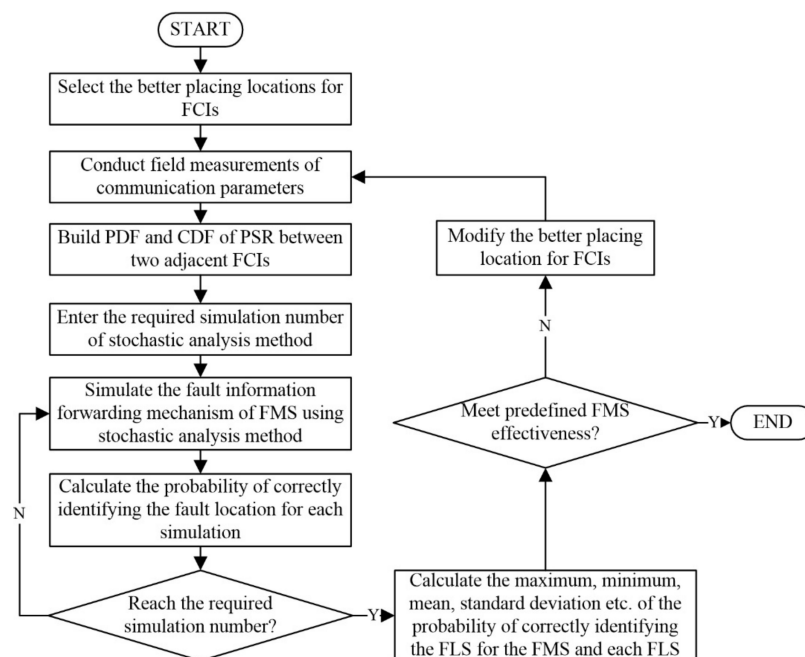 START
Select the better placing locations for
FCIs
Conduct field measurements of
communication parameters
Build PDF and CDF of PSR between
two adjacent FCIs
Enter the required simulation number
of stochastic analysis method
Simulate the fault information
forwarding mechanism of FMS using
stochastic analysis method
Calculate the probability of correctly
identifying the fault location for each
simulation
N
Reach the required
simulation number?
Y
Calculate the maximum, minimum,
mean, standard deviation etc. of the
probability of correctly identifying
the FLS for the FMS and each FLS
Meet predefined FMS
effectiveness?
Y
END
N
Modify the better placing
location for FCIs